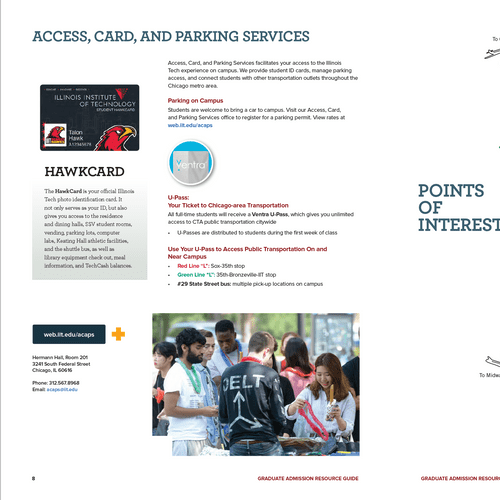 ACCESS, CARD, AND PARKING SERVICES
ILLINOIS INSTITUTE
OF TECHNOLOGY
STUDENT HAWKCARD
Talon
Hawk
HAWKCARD
The HawkCard is your official Illinois
Tech photo identification card. It
not only serves as your ID, but also
gives you access to the residence
and dining halls, SSV student rooms,
vending, parking lots, computer
labs, Keating Hall athletic facilities,
and the shuttle bus, as well as
library equipment check out, meal
information, and TechCash balances.
web.iit.edu/acaps
Hermann Hall, Room 201
3241 South Federal Street
Chicago, IL 60616
Phone: 312.567.8968
Email: acaps@iit.edu
Access, Card, and Parking Services facilitates your access to the Illinois
Tech experience on campus. We provide student ID cards, manage parking
access, and connect students with other transportation outlets throughout the
Chicago metro area.
Parking on Campus
Students are welcome to bring a car to campus. Visit our Access, Card,
and Parking Services office to register for a parking permit. View rates at
web.iit.edu/acaps
ventra
U-Pass:
Your Ticket to Chicago-area Transportation
All full-time students will receive a Ventra U-Pass, which gives you unlimited
access to CTA public transportation citywide
• U-Passes are distributed to students during the first week of class
Use Your U-Pass to Access Public Transportation On and
Near Campus
• Red Line "L": Sox-35th stop
• Green Line "L": 35th-Bronzeville-IIT stop
• #29 State Street bus: multiple pick-up locations on campus
DELT
8
GRADUATE ADMISSION RESOURCE GUIDE
To
POINTS
OF
INTEREST
To Midw
GRADUATE ADMISSION RESOUR